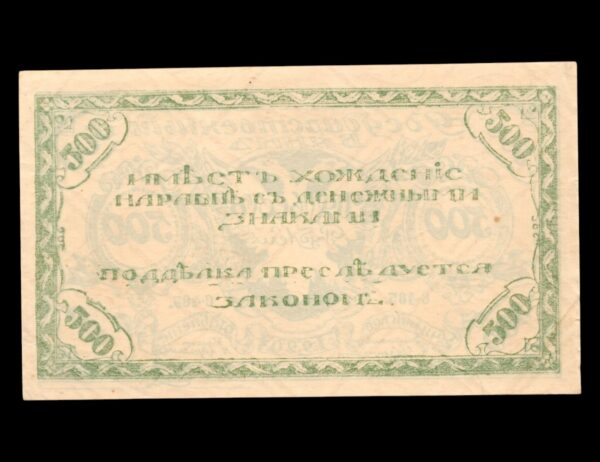 500 500
ИМѢЕТЪ ХОЖДЕНІЕ
НАРАВНѢ СЪ ДЕНЕЖНЫМИ
ЗНАКАМИ
ПОДДѢЛКА ПРЕСЛѢДУЕТСЯ
ЗАКОНОМЪ.
500 500